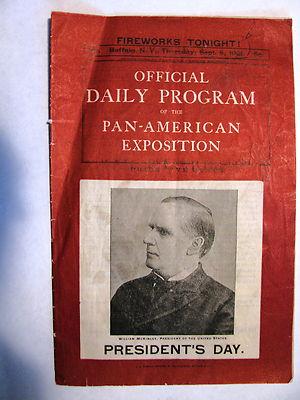 FIREWORKS TONIGHT!
Buffalo, N. Y., Thursday, Sept. 5, 1901. 5c.
OFFICIAL
DAILY PROGRAM
OF THE
PAN-AMERICAN
EXPOSITION
WILLIAM MCKINLEY, PRESIDENT OF THE UNITED STATES.
PRESIDENT'S DAY.